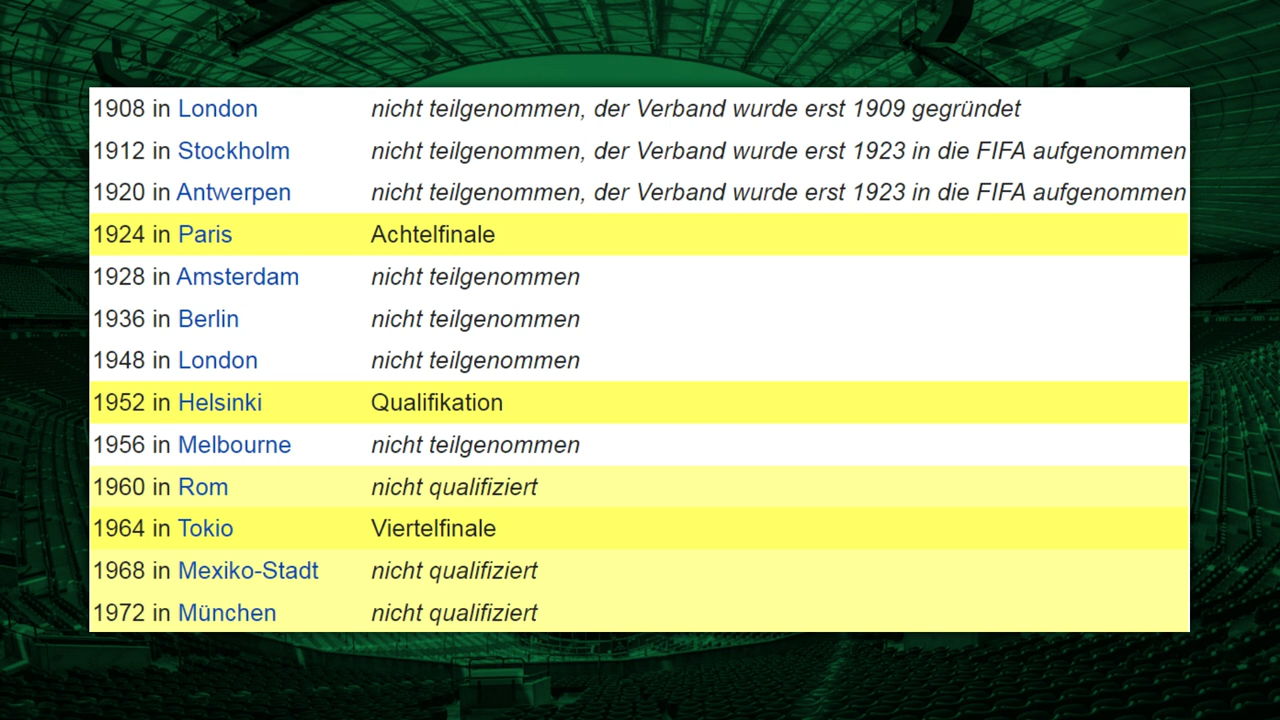 1908 in London nicht teilgenommen, der Verband wurde erst 1909 gegründet
1912 in Stockholm nicht teilgenommen, der Verband wurde erst 1923 in die FIFA aufgenommen
1920 in Antwerpen nicht teilgenommen, der Verband wurde erst 1923 in die FIFA aufgenommen
1924 in Paris Achtelfinale
1928 in Amsterdam nicht teilgenommen
1936 in Berlin nicht teilgenommen
1948 in London nicht teilgenommen
1952 in Helsinki Qualifikation
1956 in Melbourne nicht teilgenommen
1960 in Rom nicht qualifiziert
1964 in Tokio Viertelfinale
1968 in Mexiko-Stadt nicht qualifiziert
1972 in München nicht qualifiziert